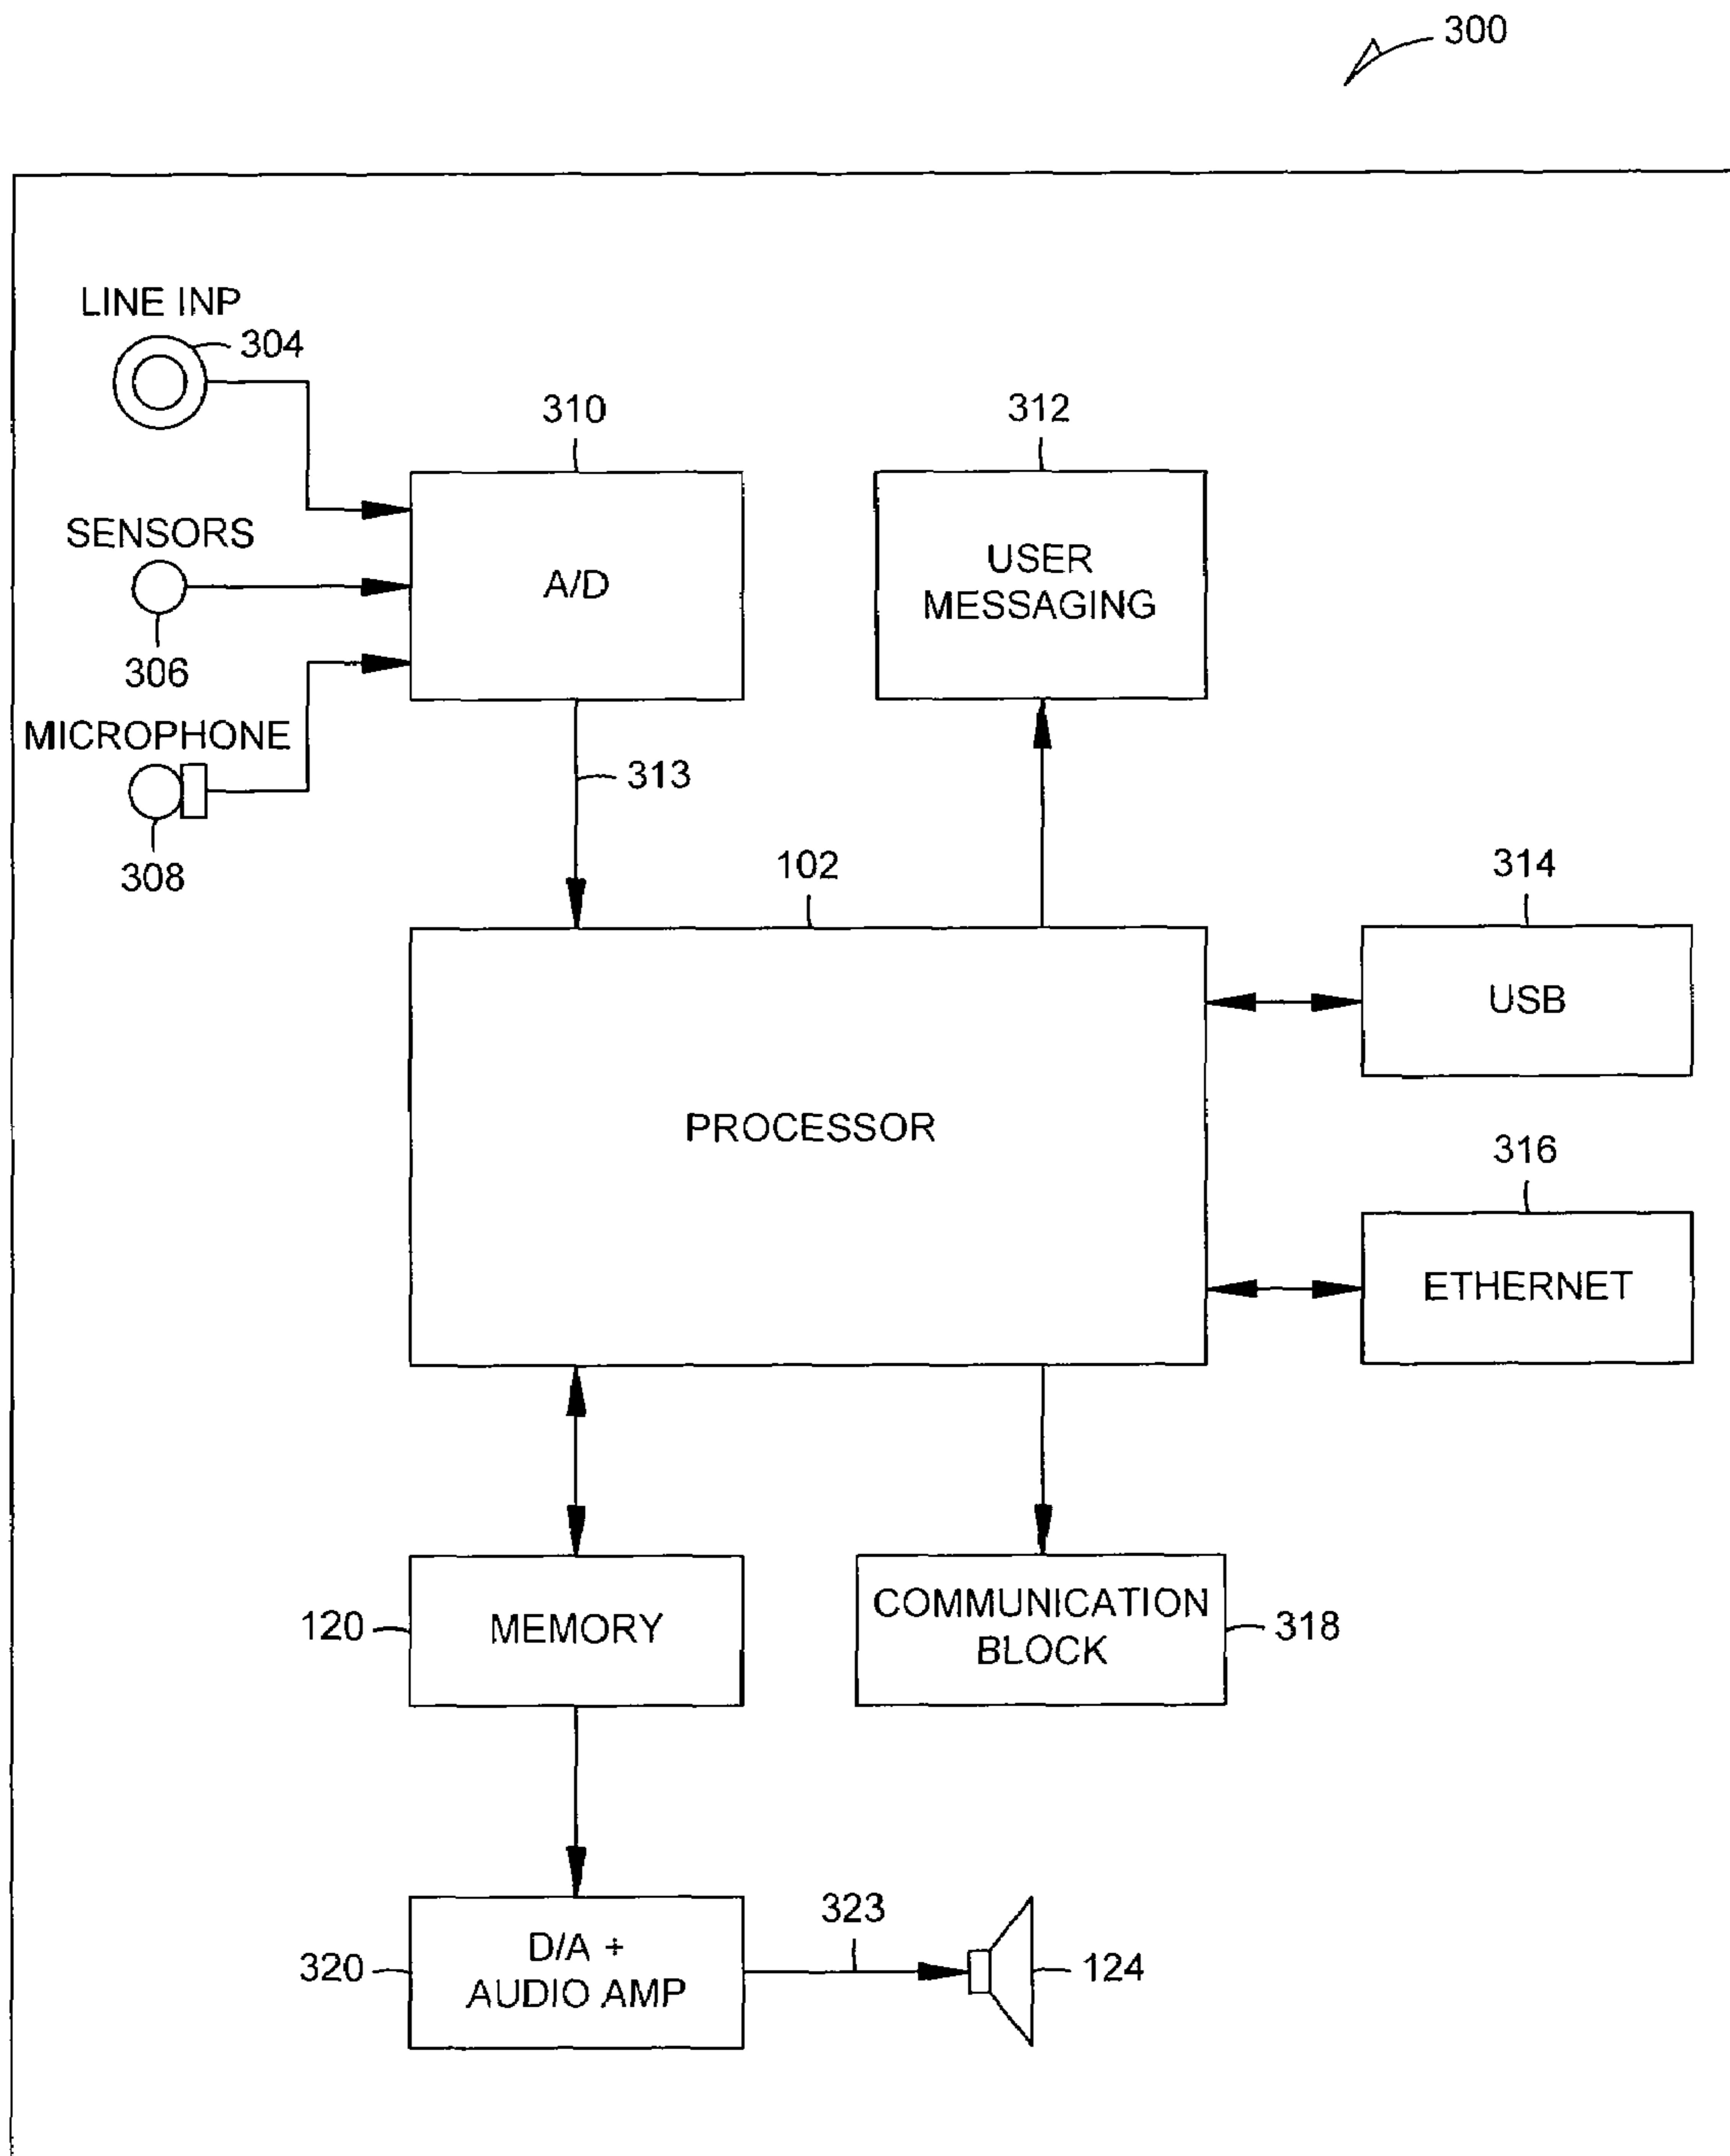 300
LINE INP
304
310
312
SENSORS
A/D
USER
MESSAGING
306
MICROPHONE
313
308
102
314
USB
PROCESSOR
316
ETHERNET
120
MEMORY
COMMUNICATION
BLOCK
318
323
320
D/A +
AUDIO AMP
124